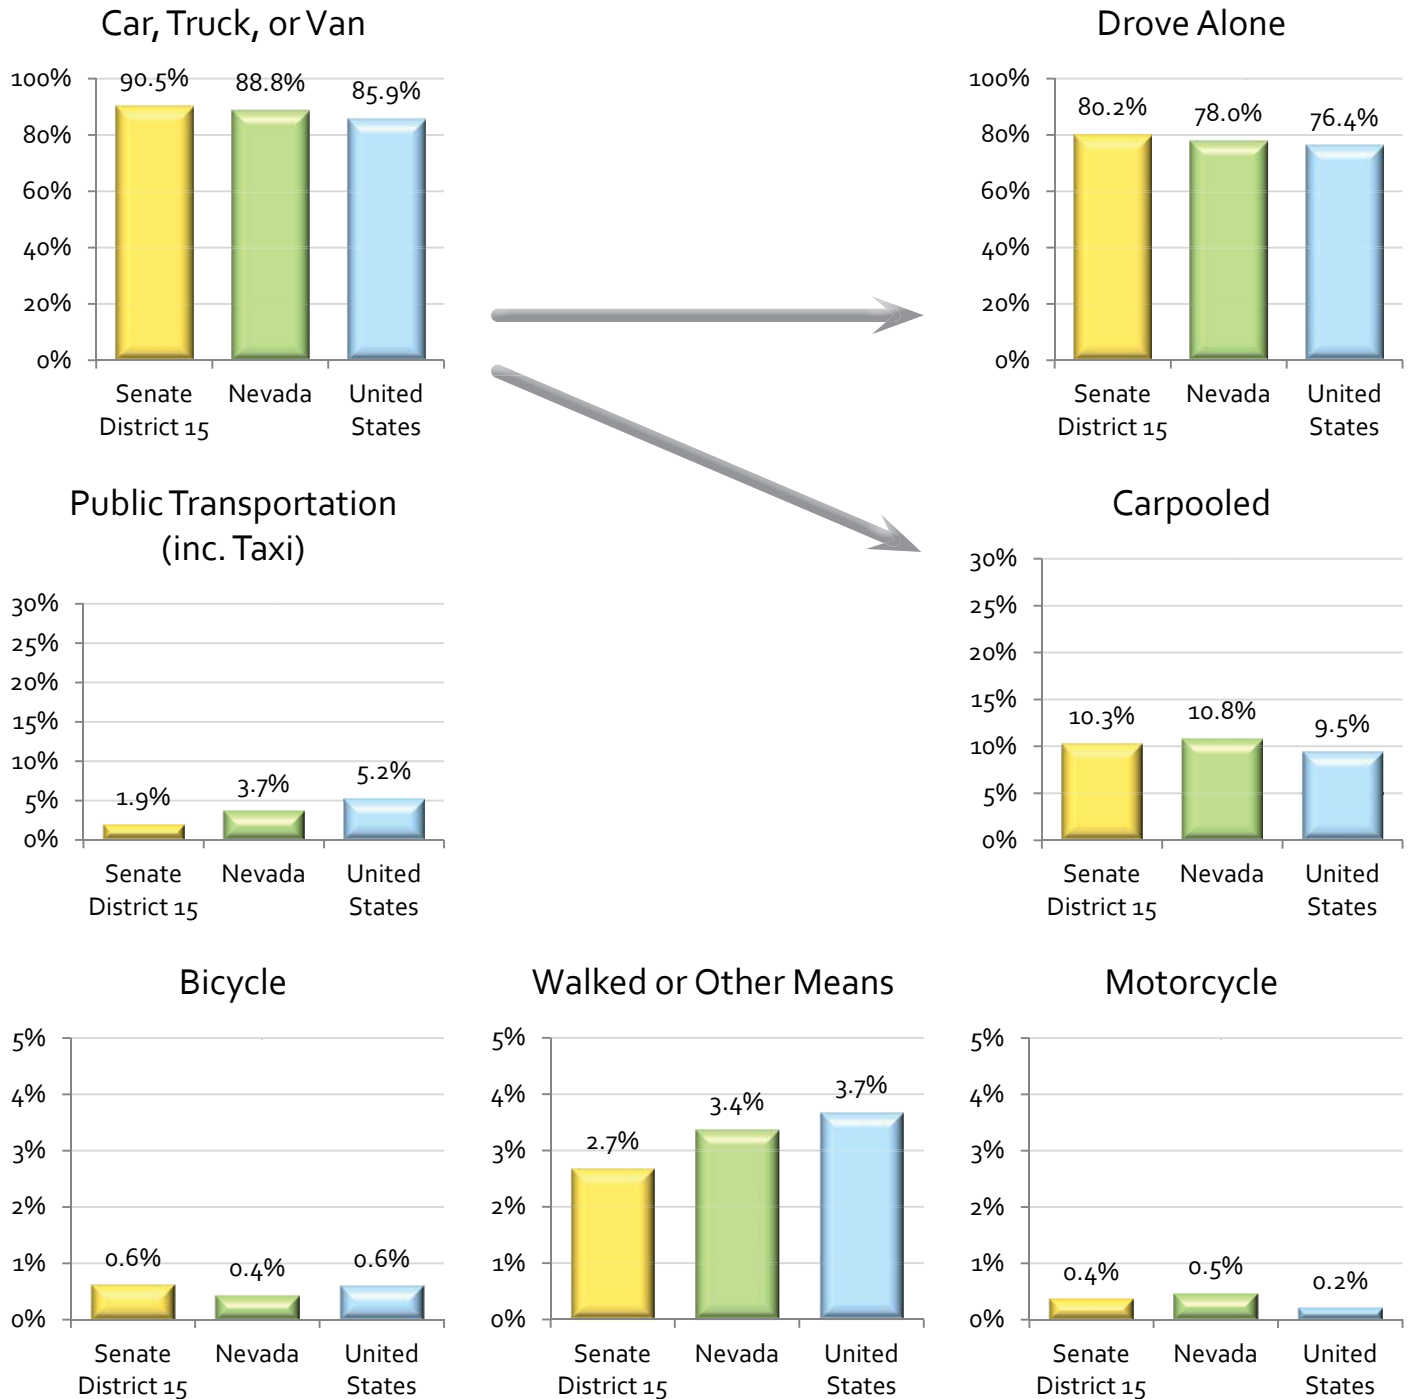 Car, Truck, or Van
100%
80%
60%
40%
20%
0%
90.5%
88.8%
85.9%
Senate
District 15
Nevada
United
States
Drove Alone
100%
80%
60%
40%
20%
0%
80.2%
78.0%
76.4%
Senate
District 15
Nevada
United
States
Public Transportation
(inc. Taxi)
30%
25%
20%
15%
10%
5%
0%
1.9%
3.7%
5.2%
Senate
District 15
Nevada
United
States
Carpooled
30%
25%
20%
15%
10%
5%
0%
10.3%
10.8%
9.5%
Senate
District 15
Nevada
United
States
Bicycle
5%
4%
3%
2%
1%
0%
0.6%
0.4%
0.6%
Senate
District 15
Nevada
United
States
Walked or Other Means
5%
4%
3%
2%
1%
0%
2.7%
3.4%
3.7%
Senate
District 15
Nevada
United
States
Motorcycle
5%
4%
3%
2%
1%
0%
0.4%
0.5%
0.2%
Senate
District 15
Nevada
United
States